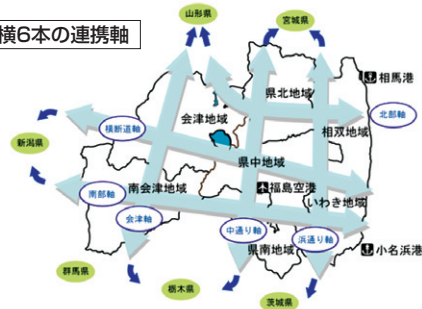 横6本の連携軸
山形県
宮城県
相馬港
県北地域
北部軸
会津地域
横断道軸
相双地域
新潟県
県中地域
南会津地域
福島空港
南部軸
いわき地域
会津軸
中通り軸
浜通り軸
県南地域
小名浜港
群馬県
栃木県
茨城県